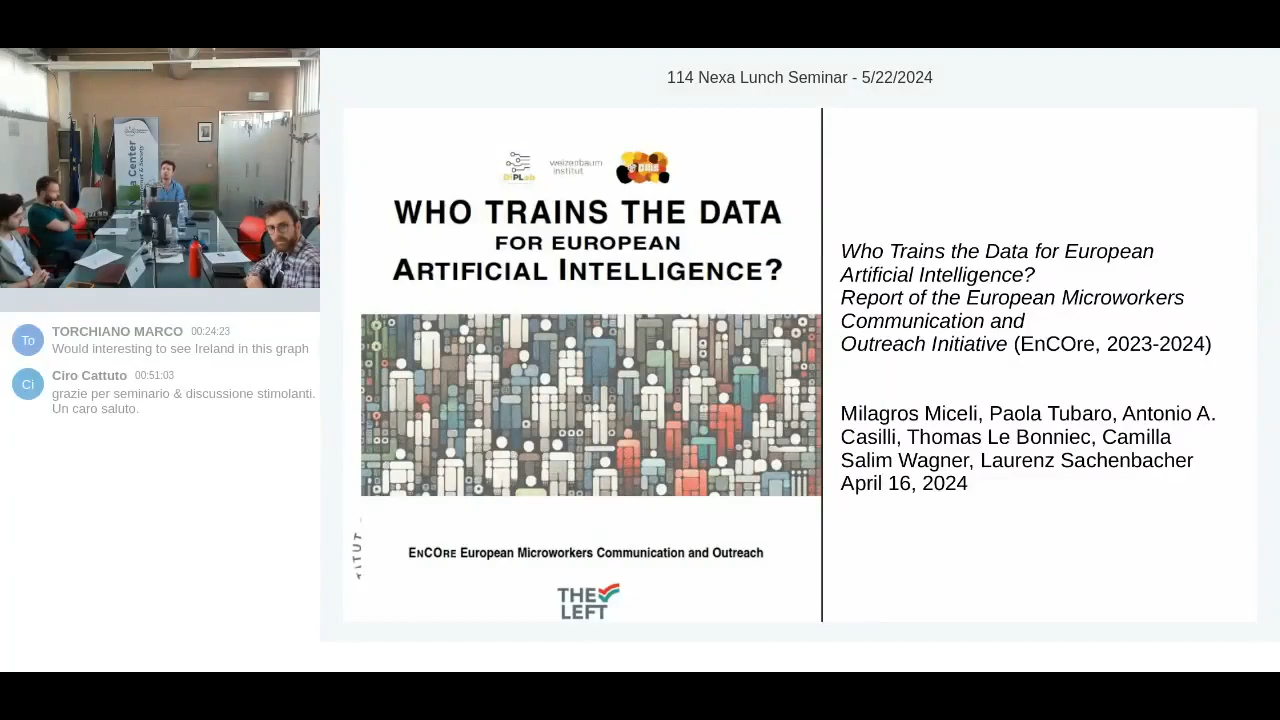 114 Nexa Lunch Seminar - 5/22/2024
a Center
To
TORCHIANO MARCO 00:24:23
Would interesting to see Ireland in this graph
Ci
Ciro Cattuto 00:51:03
grazie per seminario & discussione stimolanti.
Un caro saluto.
DiPLab
weizenbaum
institut
WHO TRAINS THE DATA
FOR EUROPEAN
ARTIFICIAL INTELLIGENCE?
ENCORE European Microworkers Communication and Outreach
THE
LEFT
Who Trains the Data for European
Artificial Intelligence?
Report of the European Microworkers
Communication and
Outreach Initiative (EnCOre, 2023-2024)
Milagros Miceli, Paola Tubaro, Antonio A.
Casilli, Thomas Le Bonniec, Camilla
Salim Wagner, Laurenz Sachenbacher
April 16, 2024